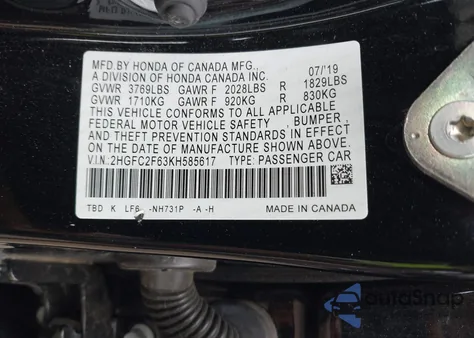 MFD.BY HONDA OF CANADA MFG., 07/'19
A DIVISION OF HONDA CANADA INC.
GVWR 3769LBS GAWR F 2028LBS R 1829LBS
GVWR 1710KG GAWR F 920KG R 830KG
THIS VEHICLE CONFORMS TO ALL APPLICABLE
FEDERAL MOTOR VEHICLE SAFETY , BUMPER ,
AND THEFT PREVENTION STANDARDS IN EFFECT
ON THE DATE OF MANUFACTURE SHOWN ABOVE.
V.I.N:2HGFC2F63KH585617 TYPE: PASSENGER CAR
TBD K LF6 -NH731P -A -H
MADE IN CANADA
AutoSnap